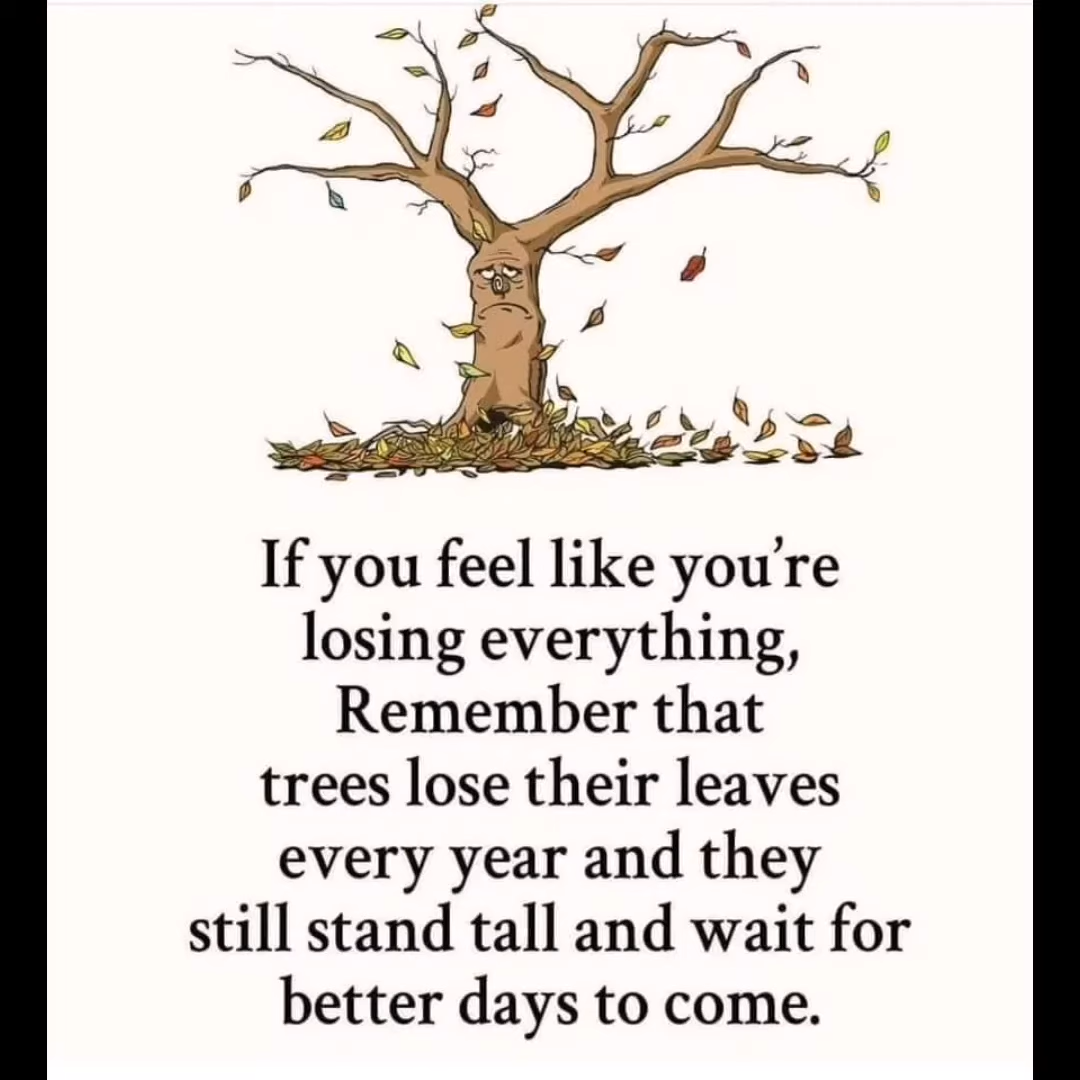 If you feel like you’re
losing everything,
Remember that
trees lose their leaves
every year and they
still stand tall and wait for
better days to come.